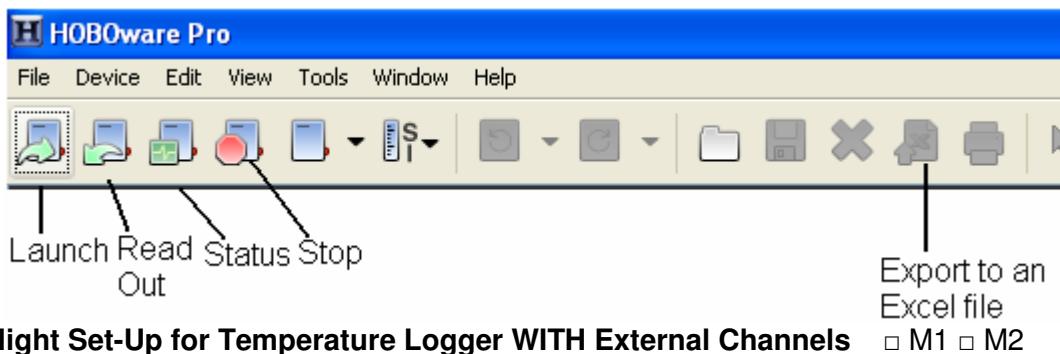 HOBOware Pro
File Device Edit View Tools Window Help
S
I
Launch Read Out Status Stop
Export to an
Excel file
light Set-Up for Temperature Logger WITH External Channels □ M1 □ M2